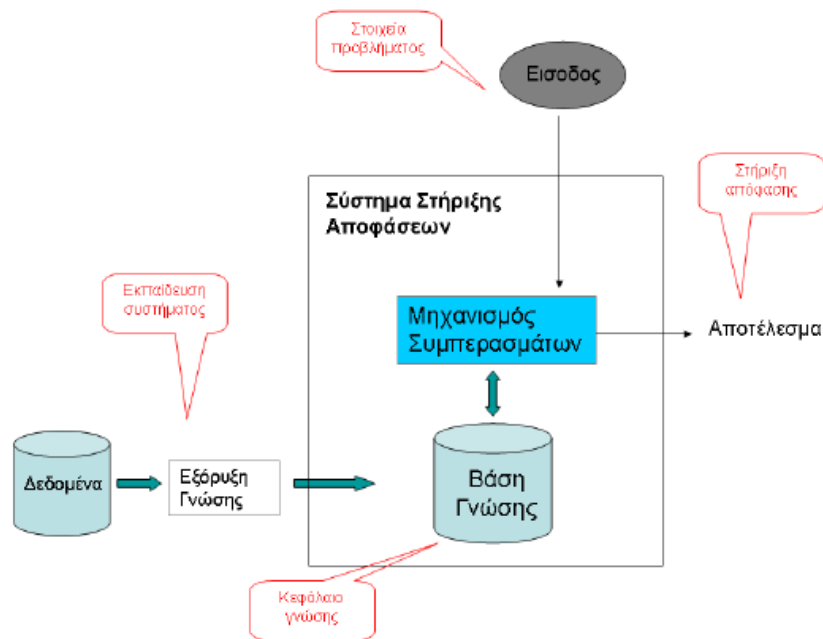 Στοιχεία
προβλήματος
Εισοδος
Στήριξη
απόφασης
Σύστημα Στήριξης
Αποφάσεων
Εκπαίδευση
συστήματος
Μηχανισμός
Συμπερασμάτων
Αποτέλεσμα
Δεδομένα
Εξόρυξη
Γνώσης
Βάση
Γνώσης
Κεφάλαιο
γνώσης